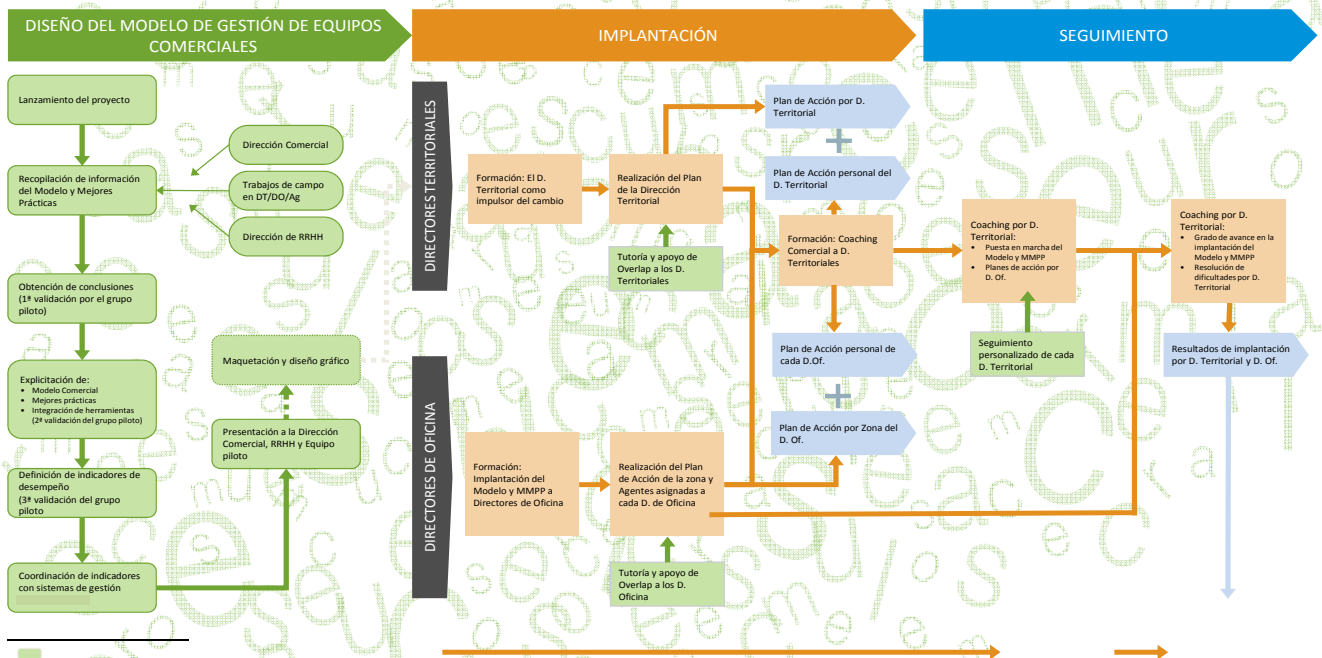 DISEÑO DEL MODELO DE GESTIÓN DE EQUIPOS
COMERCIALES
IMPLANTACIÓN
SEGUIMIENTO
Lanzamiento del proyecto
Recopilación de información
del Modelo y Mejores
Prácticas
Dirección Comercial
Trabajos de campo
en DT/DO/Ag
Dirección de RRHH
Obtención de conclusiones
(1ª validación por el grupo
piloto)
Explicitación de:
• Modelo Comercial
• Mejores prácticas
• Integración de herramientas
(2ª validación del grupo piloto)
Definición de indicadores de
desempeño
(3ª validación del grupo
piloto)
Coordinación de indicadores
con sistemas de gestión
Maquetación y diseño gráfico
Presentación a la Dirección
Comercial, RRHH y Equipo
piloto
DIRECTORES TERRITORIALES
Formación: El D.
Territorial como
impulsor del cambio
Realización del Plan
de la Dirección
Territorial
Tutoría y apoyo de
Overlap a los D.
Territoriales
Plan de Acción por D.
Territorial
Plan de Acción personal del
D. Territorial
Formación: Coaching
Comercial a D.
Territoriales
Plan de Acción personal de
cada D.Of.
Plan de Acción por Zona del
D. Of.
Coaching por D.
Territorial:
• Puesta en marcha del
Modelo y MMPP
• Planes de acción por
D. Of.
Seguimiento
personalizado de cada
D. Territorial
Coaching por D.
Territorial:
• Grado de avance en la
implantación del
Modelo y MMPP
• Resolución de
dificultades por D.
Territorial
Resultados de implantación
por D. Territorial y D. Of.
DIRECTORES DE OFICINA
Formación:
Implantación del
Modelo y MMPP a
Directores de Oficina
Realización del Plan
de Acción de la zona y
Agentes asignadas a
cada D. de Oficina
Tutoría y apoyo de
Overlap a los D.
Oficina